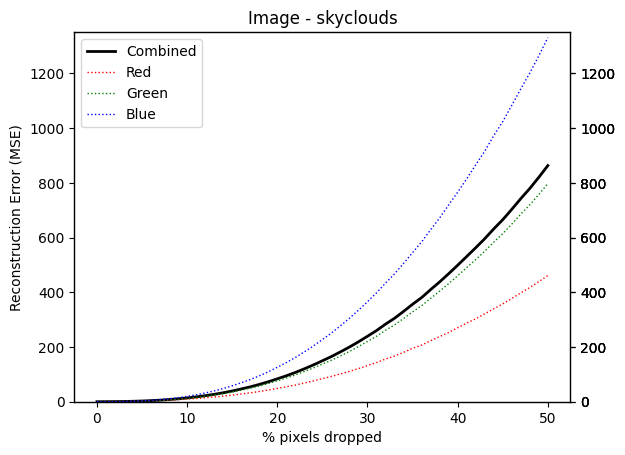 Image - skyclouds
Combined
Red
Green
Blue
Reconstruction Error (MSE)
1200
1000
800
600
400
200
0
1200
1000
800
600
400
200
0
0 10 20 30 40 50
% pixels dropped